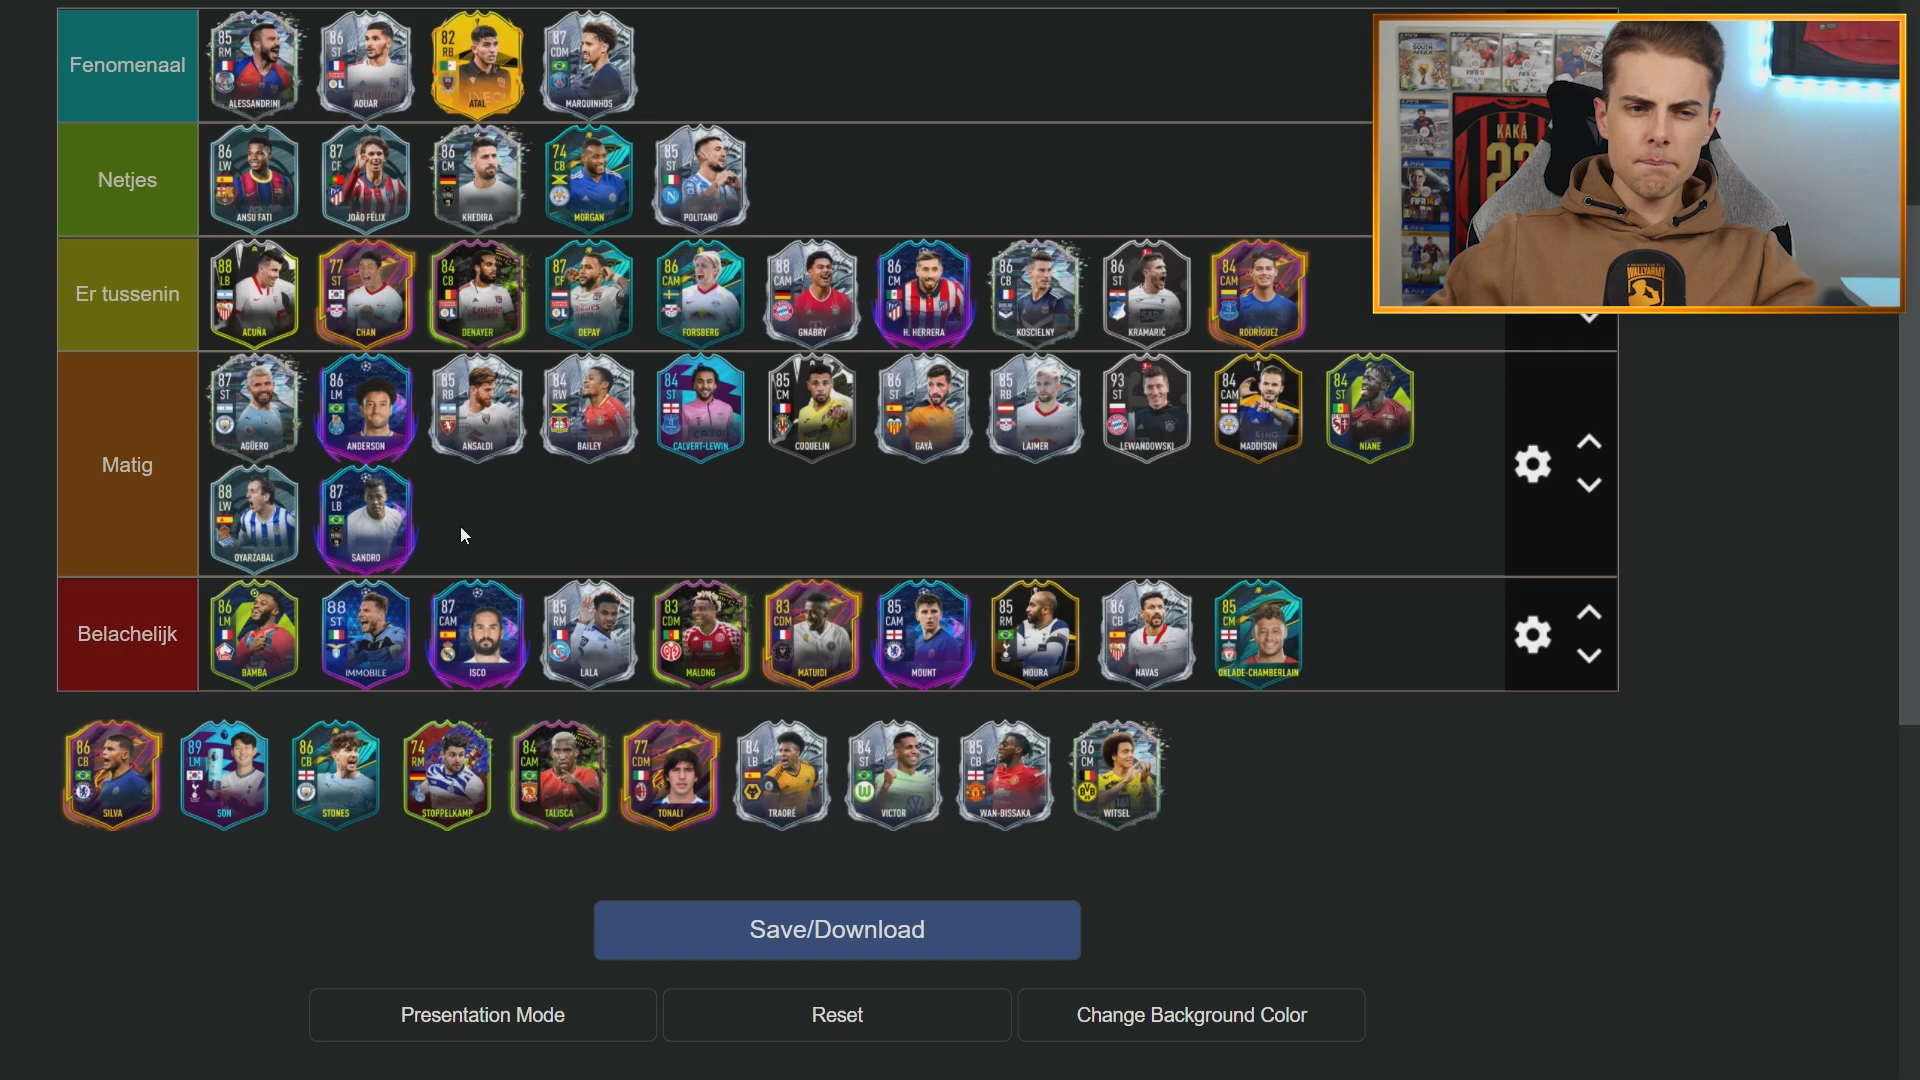 Fenomenaal
85 RM ALESSANDRINI
86 ST AOUAR
82 RB ATAL
87 CDM MARQUINHOS
Netjes
86 LW ANSU FATI
87 CF JOÃO FÉLIX
86 CM KHEDIRA
74 CB MORGAN
85 ST POLITANO
Er tussenin
88 LB ACUÑA
77 ST CHAN
84 CB DENAYER
87 CF DEPAY
86 CAM FORSBERG
88 CAM GNABRY
86 CM H. HERRERA
86 CB KOSCIELNY
86 ST KRAMARIĆ
84 CAM RODRÍGUEZ
Matig
87 ST AGÜERO
86 LM ANDERSON
85 RB ANSALDI
84 RW BAILEY
84 ST CALVERT-LEWIN
85 CM COQUELIN
86 ST GAYÀ
85 RB LAIMER
93 ST LEWANDOWSKI
84 CAM MADDISON
84 ST NIANE
88 LW OYARZABAL
87 LB SANDRO
Belachelijk
86 LM BAMBA
88 ST IMMOBILE
87 CAM ISCO
85 RM LALA
83 CDM MALONG
83 CDM MATUIDI
85 CAM MOUNT
85 RM MOURA
86 CB NAVAS
85 CM OXLADE-CHAMBERLAIN
86 CB SILVA
89 LM SON
86 CB STONES
74 RM STOPPELKAMP
84 CAM TALISCA
77 CDM TONALI
84 LB TRAORÉ
84 ST VICTOR
85 CB WAN-BISSAKA
86 CM WITSEL
Save/Download
Presentation Mode
Reset
Change Background Color
KAKÁ
WALLYARMY